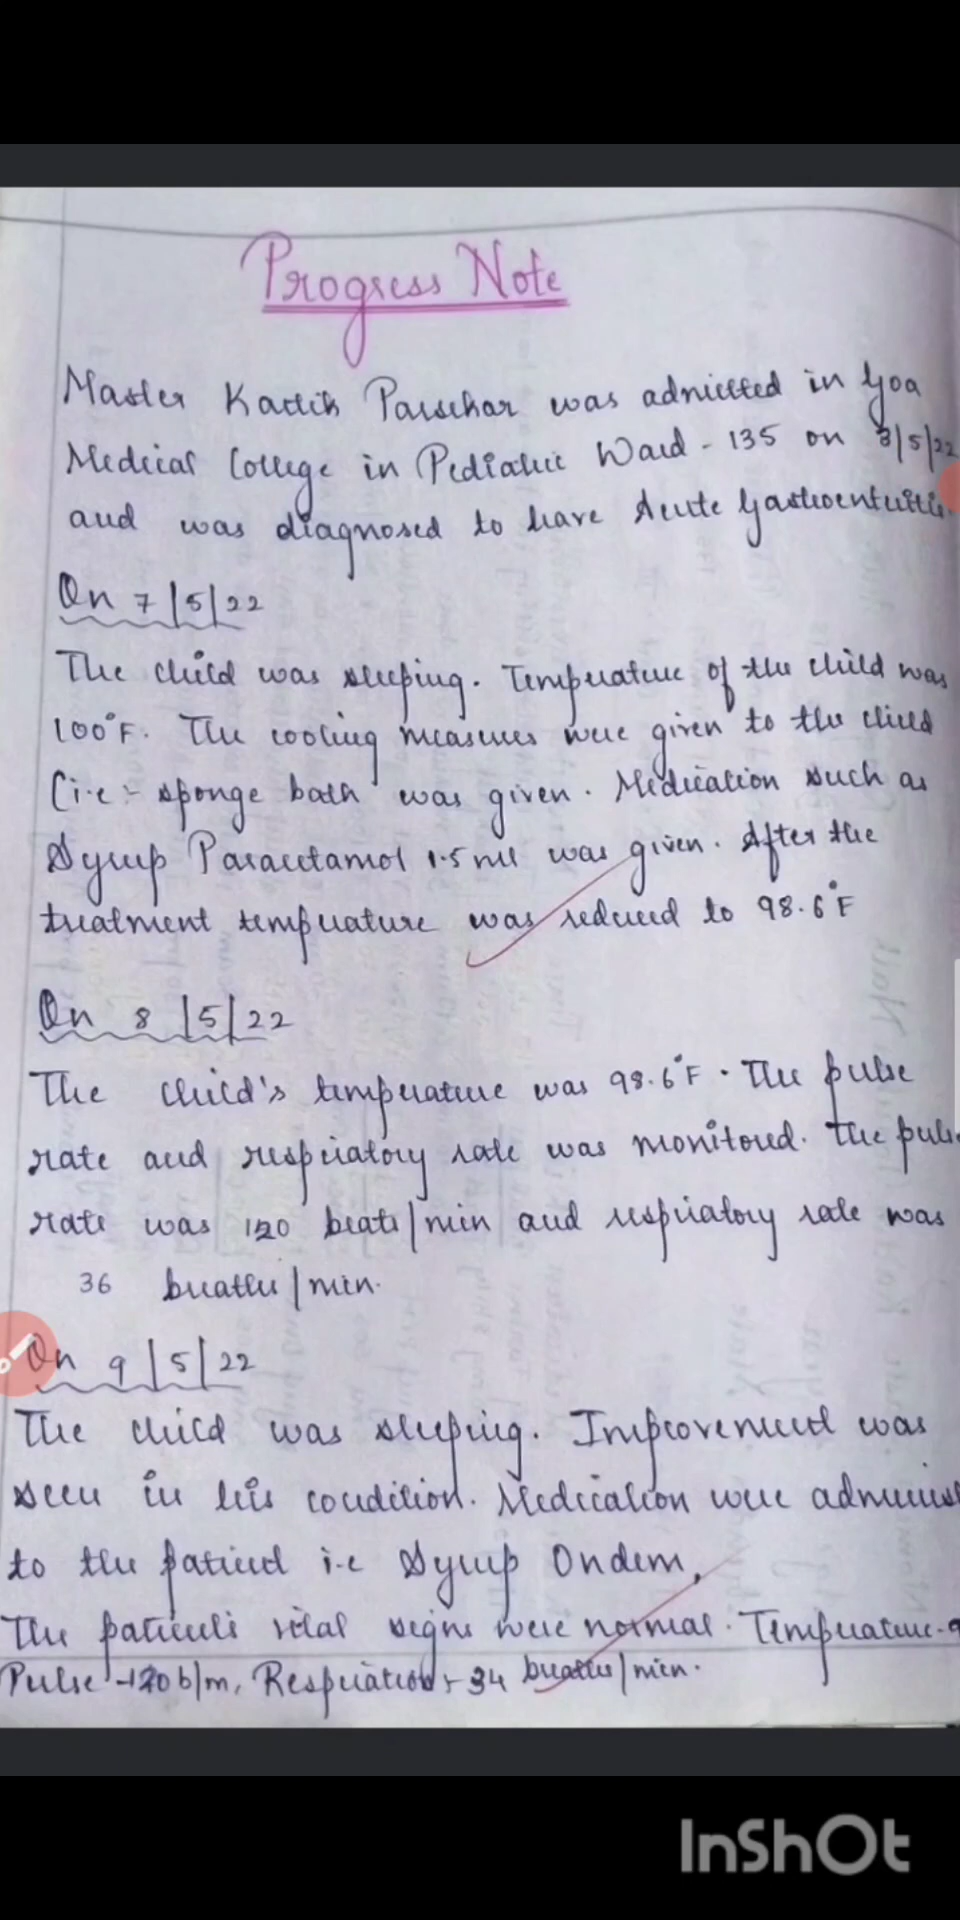 Progress Note
Master Kartik Parschar was admitted in Goa
Medical College in Pediatric Ward - 135 on 3/5/22
and was diagnosed to have Acute Gastroenteritis.
On 7/5/22
The child was sleeping. Temperature of the child was
100°F. The cooling measures were given to the child
(i.e :- sponge bath was given. Medication such as
Syrup Paracetamol 1.5 ml was given. After the
treatment temperature was reduced to 98.6°F
On 8/5/22
The child's temperature was 98.6°F. The pulse
rate and respiratory rate was monitored. The pulse
rate was 120 beats/min and respiratory rate was
36 breaths/min.
On 9/5/22
The child was sleeping. Improvement was
seen in his condition. Medication were
to the patient i.e Syrup Ondem,
The patient's vital signs were normal. Temperature - 9
Pulse - 120 b/m, Respiration :- 34 breaths/min.
InShOt